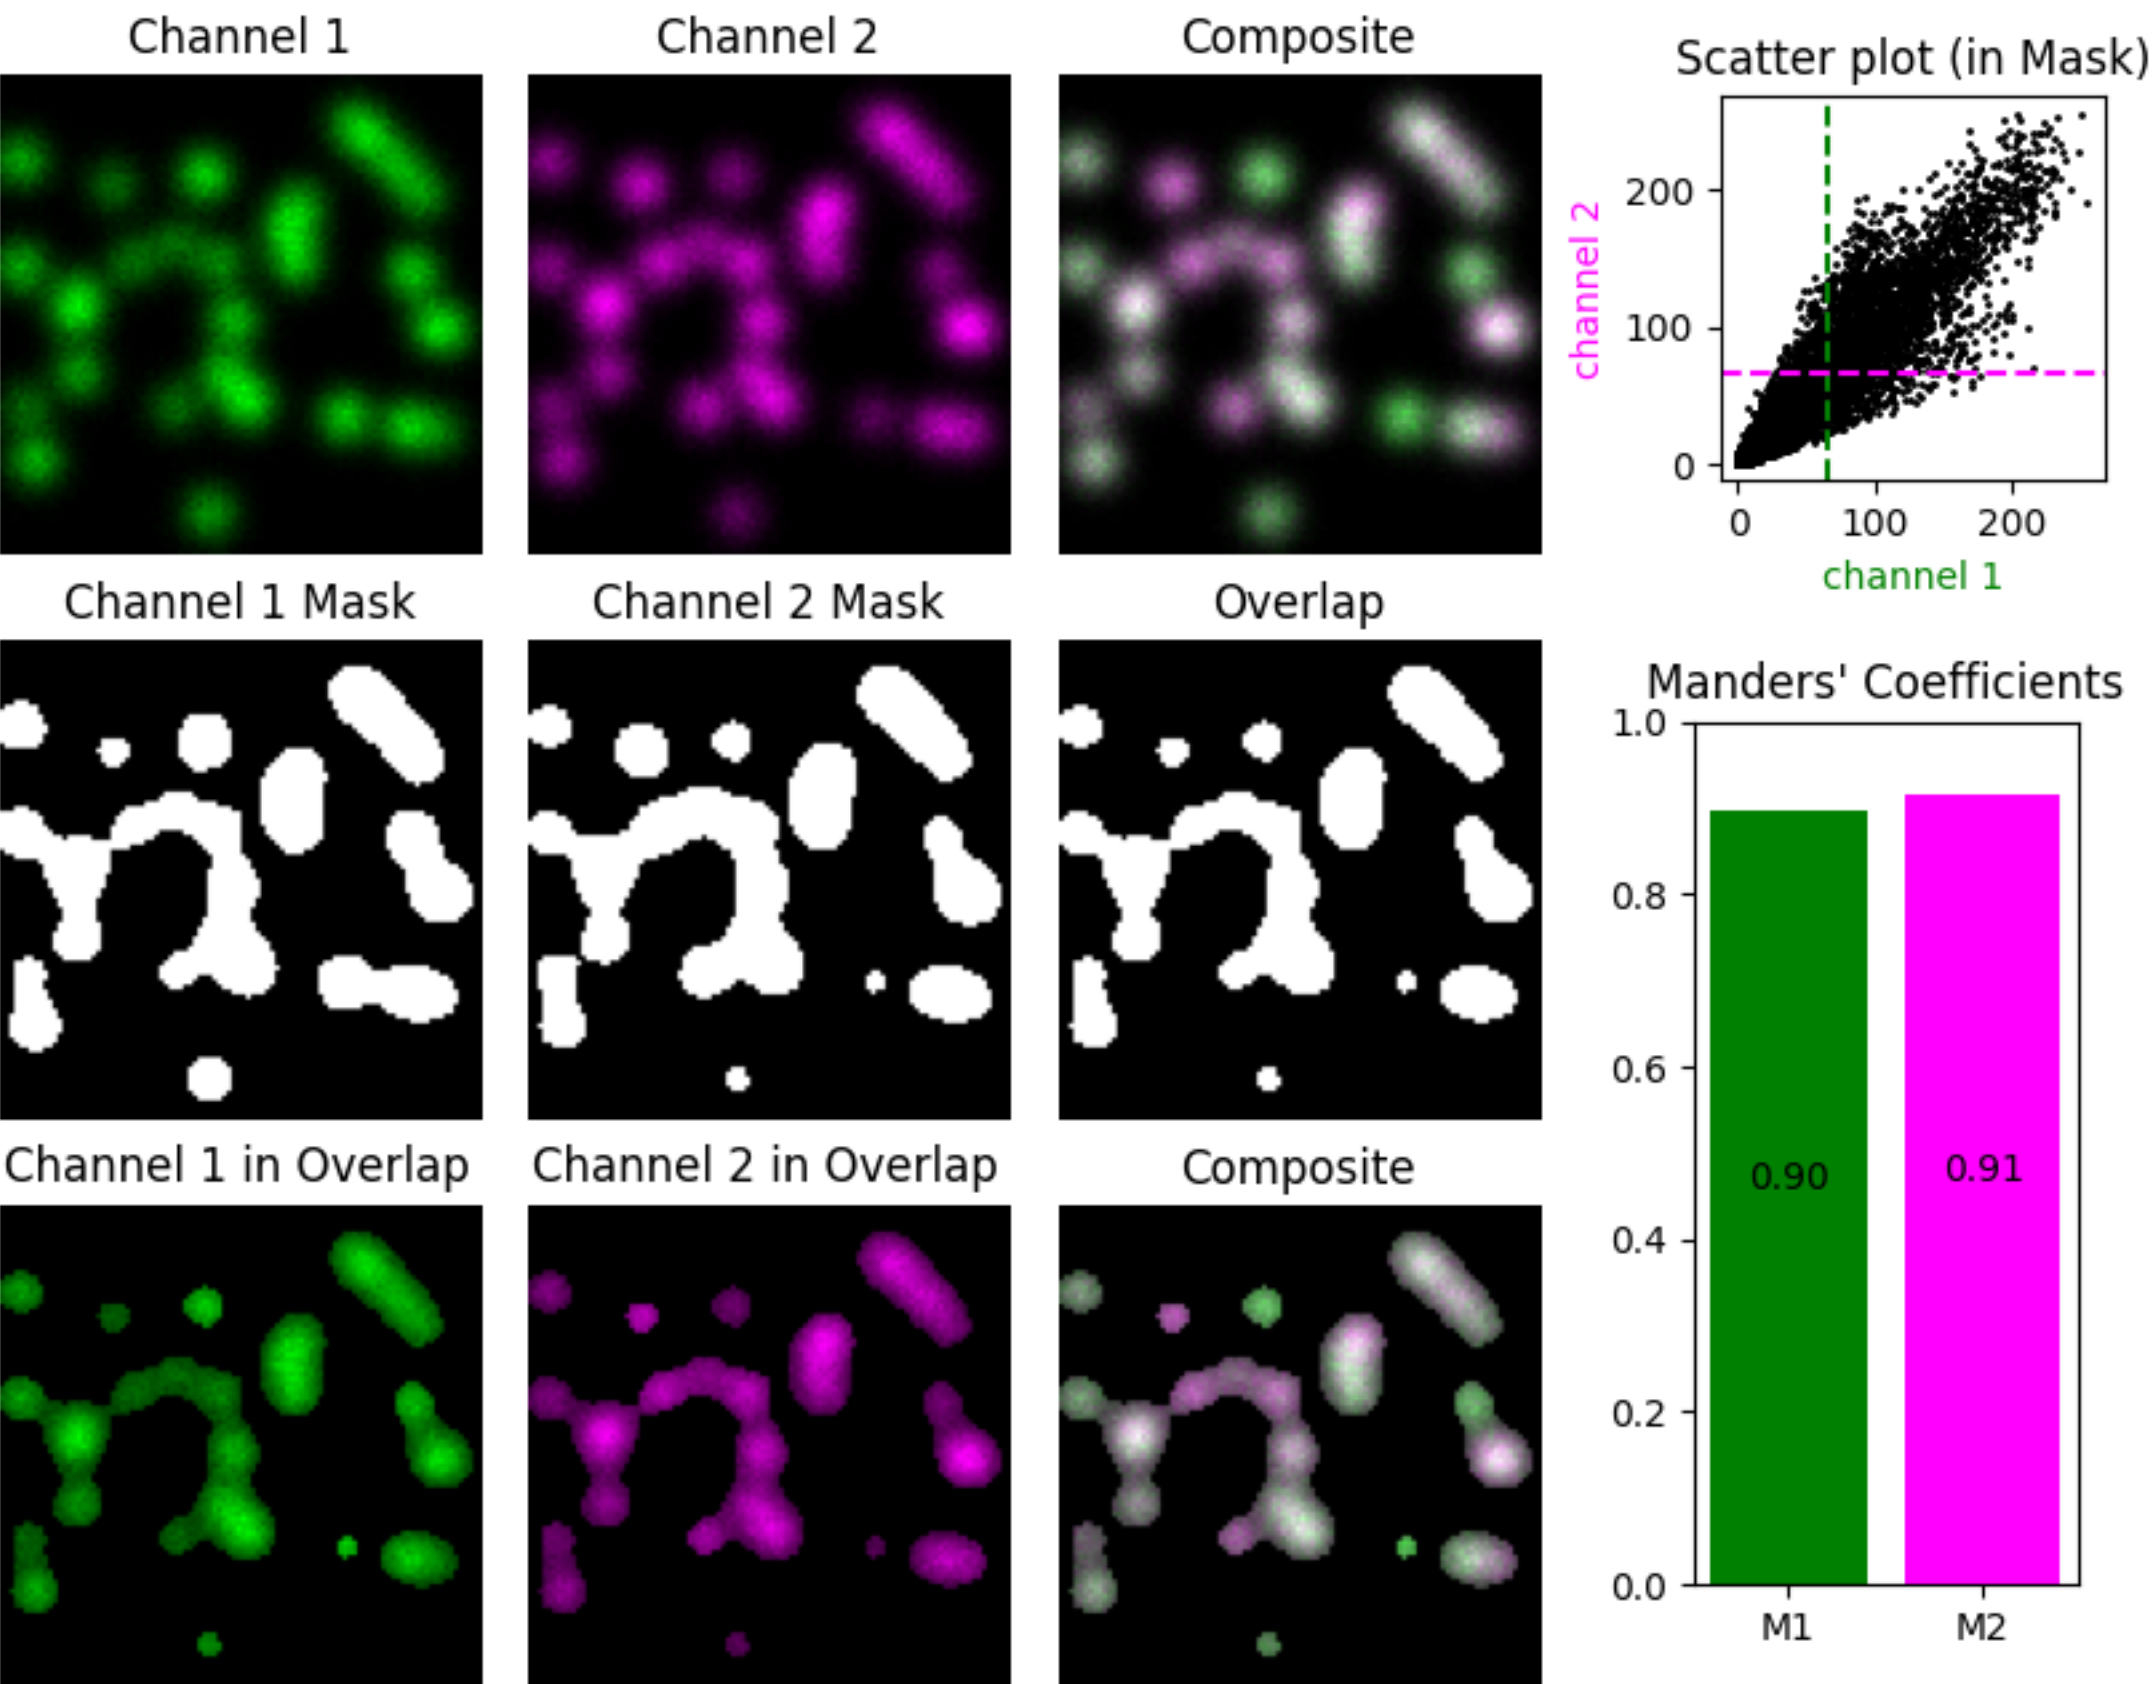 Channel 1
Channel 2
Composite
Scatter plot (in Mask)
channel 2
200
100
0
0
100
200
channel 1
Channel 1 Mask
Channel 2 Mask
Overlap
Manders' Coefficients
1.0
0.8
0.6
0.4
0.2
0.0
0.90
0.91
M1
M2
Channel 1 in Overlap
Channel 2 in Overlap
Composite